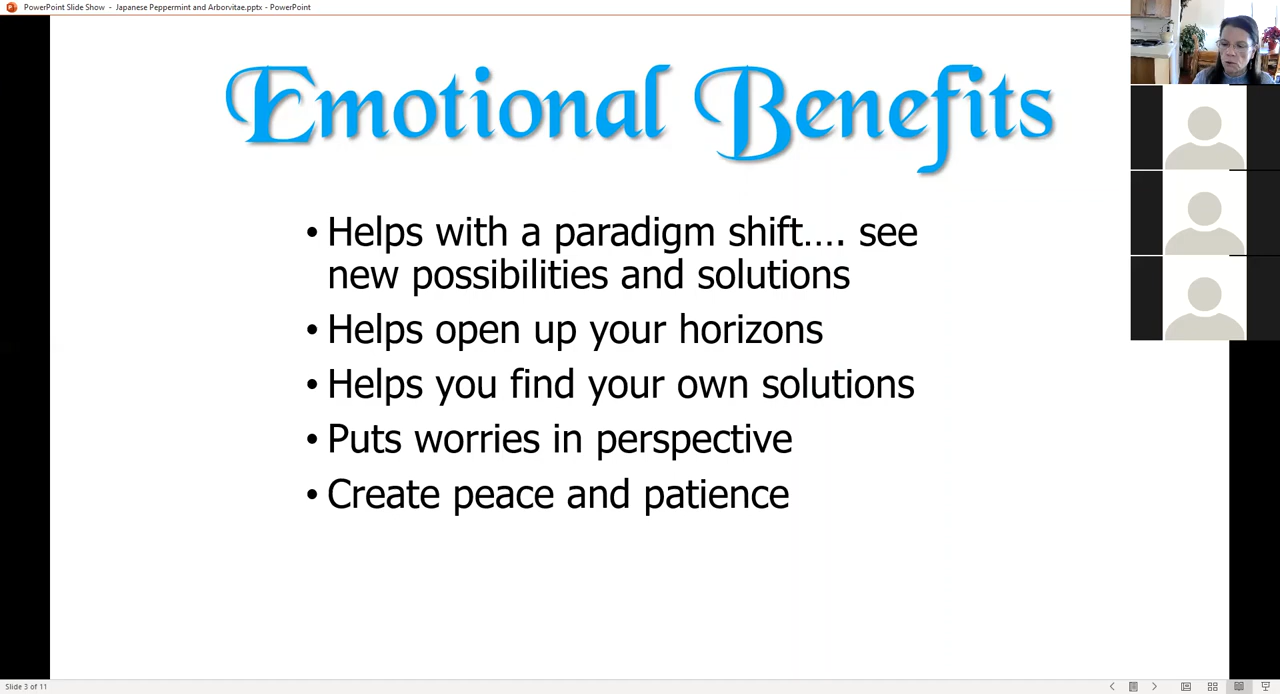 PowerPoint Slide Show - Japanese Peppermint and Arborvitae.pptx - PowerPoint
Emotional Benefits
• Helps with a paradigm shift.... see
new possibilities and solutions
• Helps open up your horizons
• Helps you find your own solutions
• Puts worries in perspective
• Create peace and patience
Slide 3 of 11